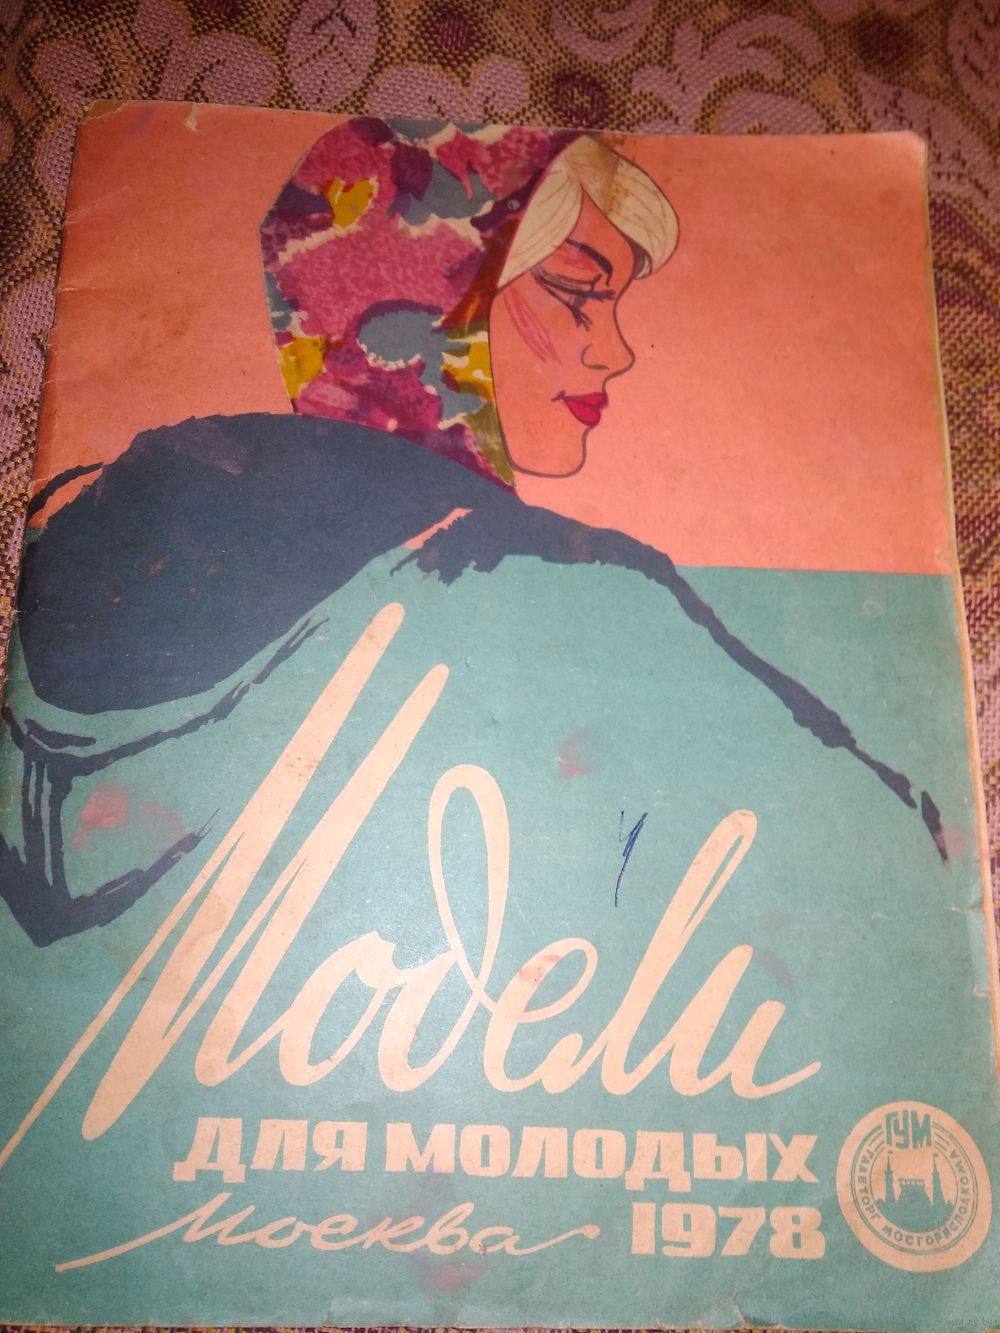 Модели
для молодых
Москва 1978
ГУМ
ГЛАВТОРГ МОСГОРИСПОЛКОМА